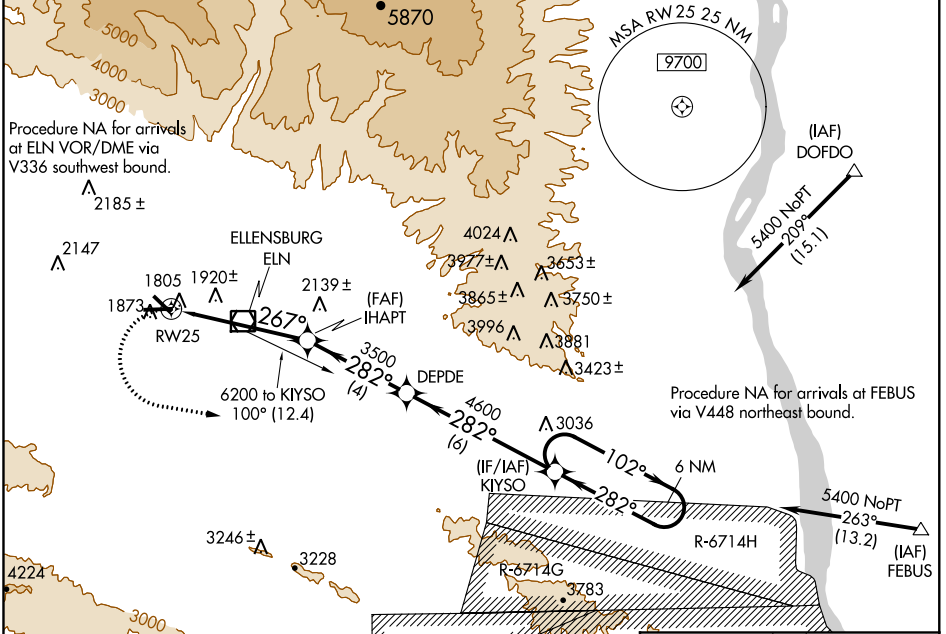 5870
5000
4000
3000
MSA RW25 25 NM
9700
Procedure NA for arrivals
at ELN VOR/DME via
V336 southwest bound.
(IAF)
DOFDO
5400 NoPT
209°
(15.1)
2185 ±
2147
ELLENSBURG
ELN
4024
3977±
3653±
3865±
3750±
3996
3881
3423±
1805
1920±
2139 ±
1873
RW25
267°
(FAF)
IHAPT
3500
282°
(4)
DEPDE
6200 to KIYSO
100° (12.4)
4600
282°
(6)
Procedure NA for arrivals at FEBUS
via V448 northeast bound.
3036
(IF/IAF)
KIYSO
102°
6 NM
282°
5400 NoPT
263°
(13.2)
(IAF)
FEBUS
R-6714H
R-6714G
3246 ±
3228
3783
4224
3000